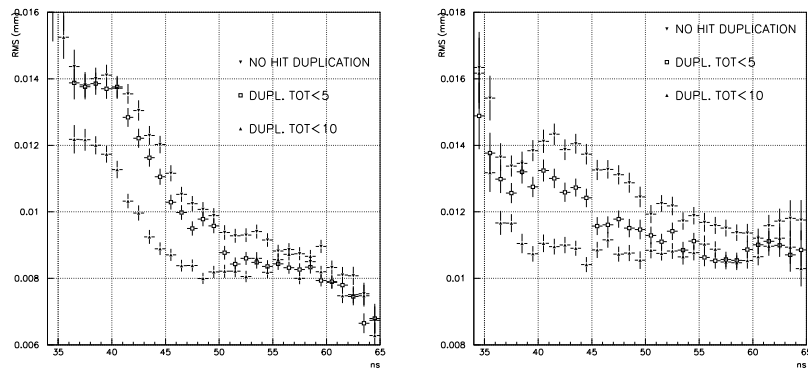 RMS (mm)
0.014
0.012
0.01
0.008
0.006
35 40 45 50 55 60 65
ns
NO HIT DUPLICATION
DUPL. TOT<5
DUPL. TOT<10
RMS (mm)
0.018
0.016
0.014
0.012
0.01
0.008
35 40 45 50 55 60 65
ns
NO HIT DUPLICATION
DUPL. TOT<5
DUPL. TOT<10